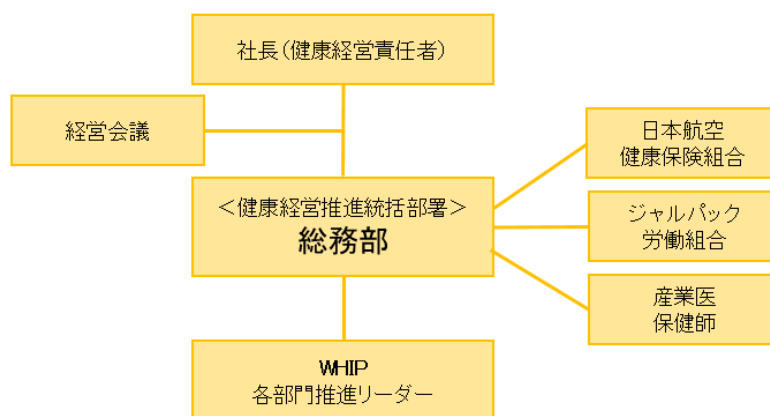 社長（健康経営責任者）
経営会議
日本航空
健康保険組合
＜健康経営推進統括部署＞
総務部
ジャルパック
労働組合
産業医
保健師
WHIP
各部門推進リーダー